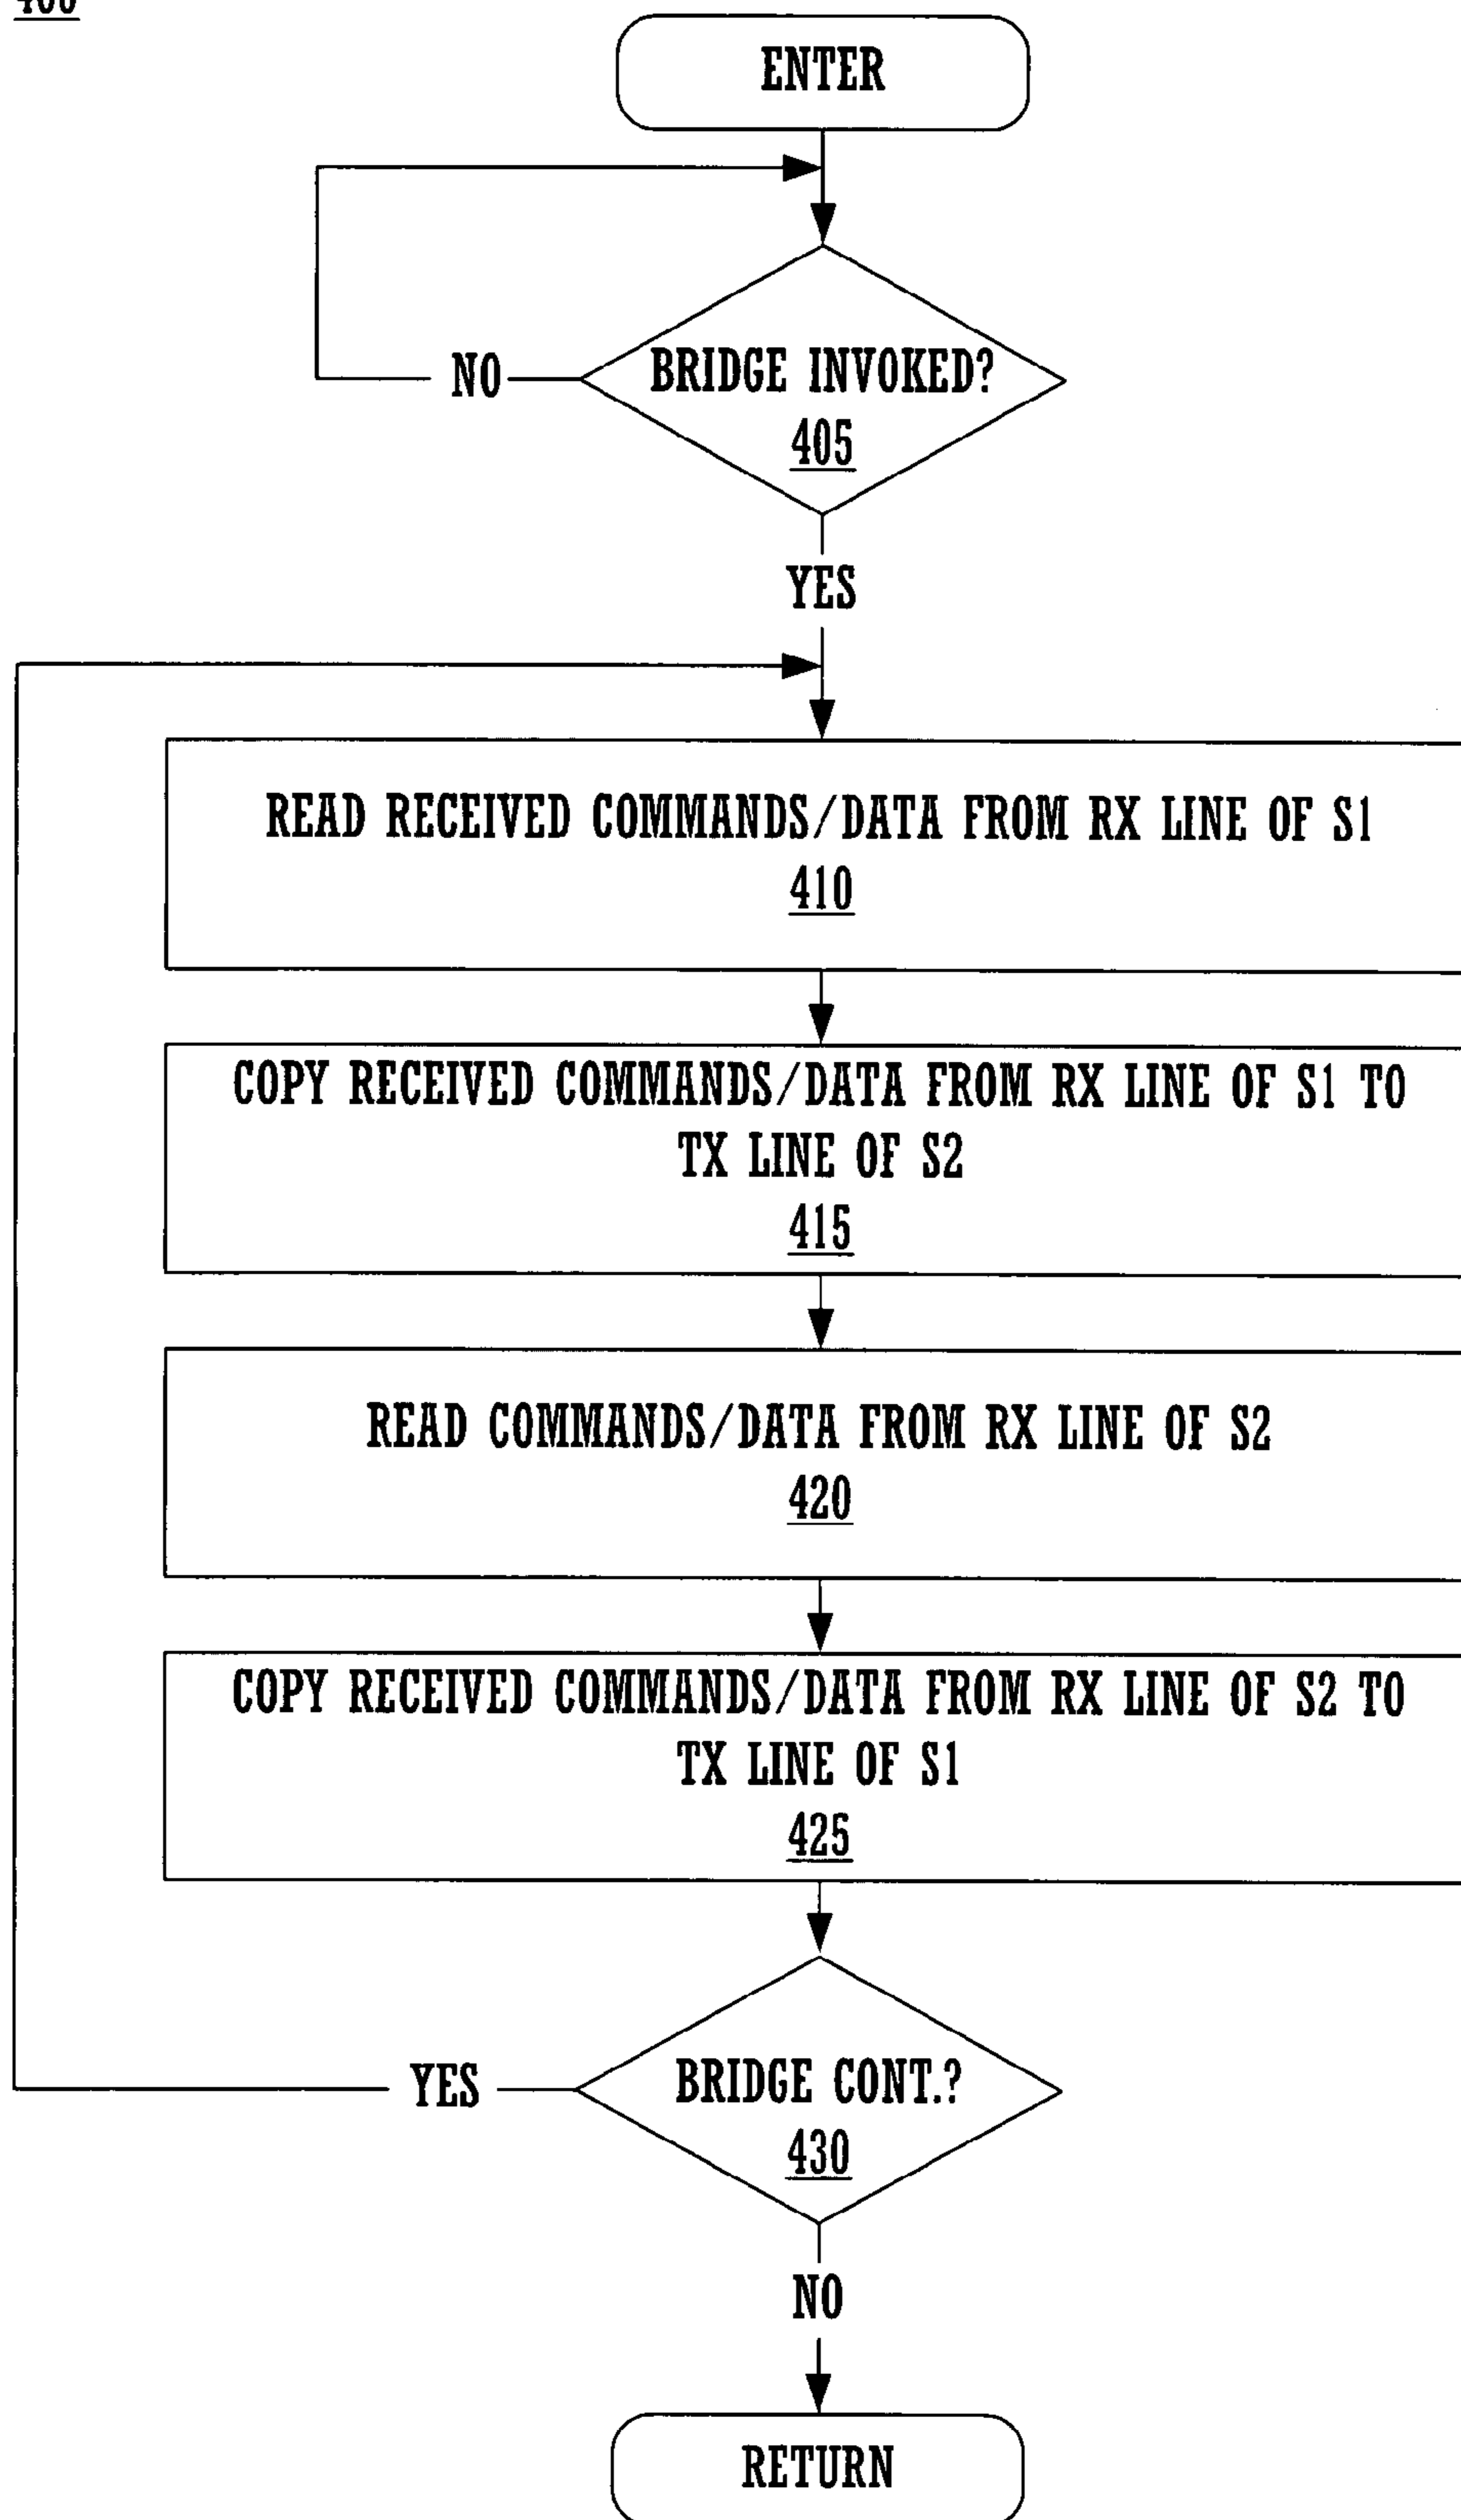 400
ENTER
BRIDGE INVOKED?
405
NO
YES
READ RECEIVED COMMANDS/DATA FROM RX LINE OF S1
410
COPY RECEIVED COMMANDS/DATA FROM RX LINE OF S1 TO
TX LINE OF S2
415
READ COMMANDS/DATA FROM RX LINE OF S2
420
COPY RECEIVED COMMANDS/DATA FROM RX LINE OF S2 TO
TX LINE OF S1
425
BRIDGE CONT.?
430
YES
NO
RETURN